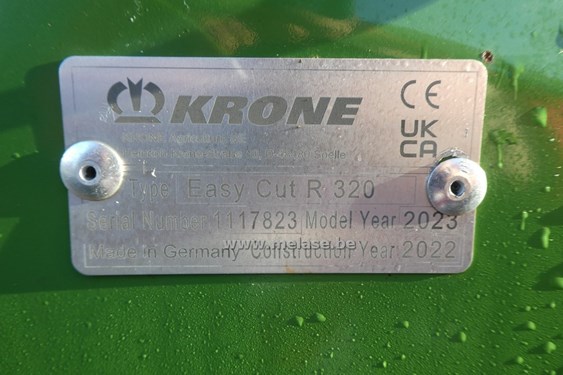 KRONE
CE
UK
CA
Type Easy Cut R 320
Serial Number 1117823 Model Year 2023
www.melase.be
Made in Germany Construction Year 2022